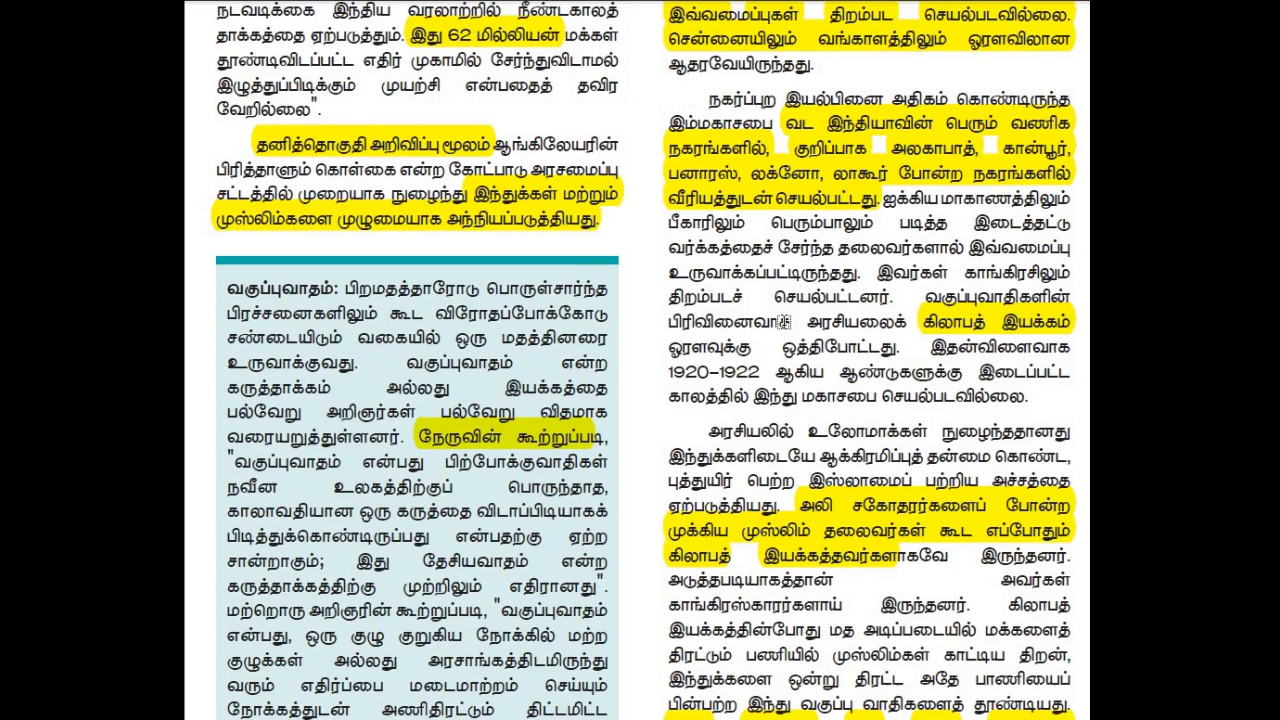 நடவடிக்கை இந்திய வரலாற்றில் நீண்டகாலத்
தாக்கத்தை ஏற்படுத்தும். இது 62 மில்லியன் மக்கள்
தூண்டிவிடப்பட்ட எதிர் முகாமில் சேர்ந்துவிடாமல்
இழுத்துப்பிடிக்கும் முயற்சி என்பதைத் தவிர
வேறில்லை".
தனித்தொகுதி அறிவிப்பு மூலம் ஆங்கிலேயரின்
பிரித்தாளும் கொள்கை என்ற கோட்பாடு அரசமைப்பு
சட்டத்தில் முறையாக நுழைந்து இந்துக்கள் மற்றும்
முஸ்லிம்களை முழுமையாக அந்நியப்படுத்தியது.
வகுப்புவாதம்: பிறமதத்தாரோடு பொருள்சார்ந்த
பிரச்சனைகளிலும் கூட விரோதப்போக்கோடு
சண்டையிடும் வகையில் ஒரு மதத்தினரை
உருவாக்குவது. வகுப்புவாதம் என்ற
கருத்தாக்கம் அல்லது இயக்கத்தை
பல்வேறு அறிஞர்கள் பல்வேறு விதமாக
வரையறுத்துள்ளனர். நேருவின் கூற்றுப்படி,
"வகுப்புவாதம் என்பது பிற்போக்குவாதிகள்
நவீன உலகத்திற்குப் பொருந்தாத,
காலாவதியான ஒரு கருத்தை விடாப்பிடியாகக்
பிடித்துக்கொண்டிருப்பது என்பதற்கு ஏற்ற
சான்றாகும்; இது தேசியவாதம் என்ற
கருத்தாக்கத்திற்கு முற்றிலும் எதிரானது".
மற்றொரு அறிஞரின் கூற்றுப்படி, "வகுப்புவாதம்
என்பது, ஒரு குழு குறுகிய நோக்கில் மற்ற
குழுக்கள் அல்லது அரசாங்கத்திடமிருந்து
வரும் எதிர்ப்பை மடைமாற்றம் செய்யும்
நோக்கத்துடன் அணிதிரட்டும் திட்டமிட்ட
இவ்வமைப்புகள் திறம்பட செயல்படவில்லை.
சென்னையிலும் வங்காளத்திலும் ஓரளவிலான
ஆதரவேயிருந்தது.
நகர்ப்புற இயல்பினை அதிகம் கொண்டிருந்த
இம்மகாசபை வட இந்தியாவின் பெரும் வணிக
நகரங்களில், குறிப்பாக அலகாபாத், கான்பூர்,
பனாரஸ், லக்னோ, லாகூர் போன்ற நகரங்களில்
வீரியத்துடன் செயல்பட்டது. ஐக்கிய மாகாணத்திலும்
பீகாரிலும் பெரும்பாலும் படித்த இடைத்தட்டு
வர்க்கத்தைச் சேர்ந்த தலைவர்களால் இவ்வமைப்பு
உருவாக்கப்பட்டிருந்தது. இவர்கள் காங்கிரசிலும்
திறம்படச் செயல்பட்டனர். வகுப்புவாதிகளின்
பிரிவினைவாத அரசியலைக் கிலாபத் இயக்கம்
ஓரளவுக்கு ஒத்திபோட்டது. இதன்விளைவாக
1920–1922 ஆகிய ஆண்டுகளுக்கு இடைப்பட்ட
காலத்தில் இந்து மகாசபை செயல்படவில்லை.
அரசியலில் உலோமாக்கள் நுழைந்ததானது
இந்துக்களிடையே ஆக்கிரமிப்புத் தன்மை கொண்ட,
புத்துயிர் பெற்ற இஸ்லாமைப் பற்றிய அச்சத்தை
ஏற்படுத்தியது. அலி சகோதரர்களைப் போன்ற
முக்கிய முஸ்லிம் தலைவர்கள் கூட எப்போதும்
கிலாபத் இயக்கத்தவர்களாகவே இருந்தனர்.
அடுத்தபடியாகத்தான் அவர்கள்
காங்கிரஸ்காரர்களாய் இருந்தனர். கிலாபத்
இயக்கத்தின்போது மத அடிப்படையில் மக்களைத்
திரட்டும் பணியில் முஸ்லிம்கள் காட்டிய திறன்,
இந்துக்களை ஒன்று திரட்ட அதே பாணியைப்
பின்பற்ற இந்து வகுப்பு வாதிகளைத் தூண்டியது.